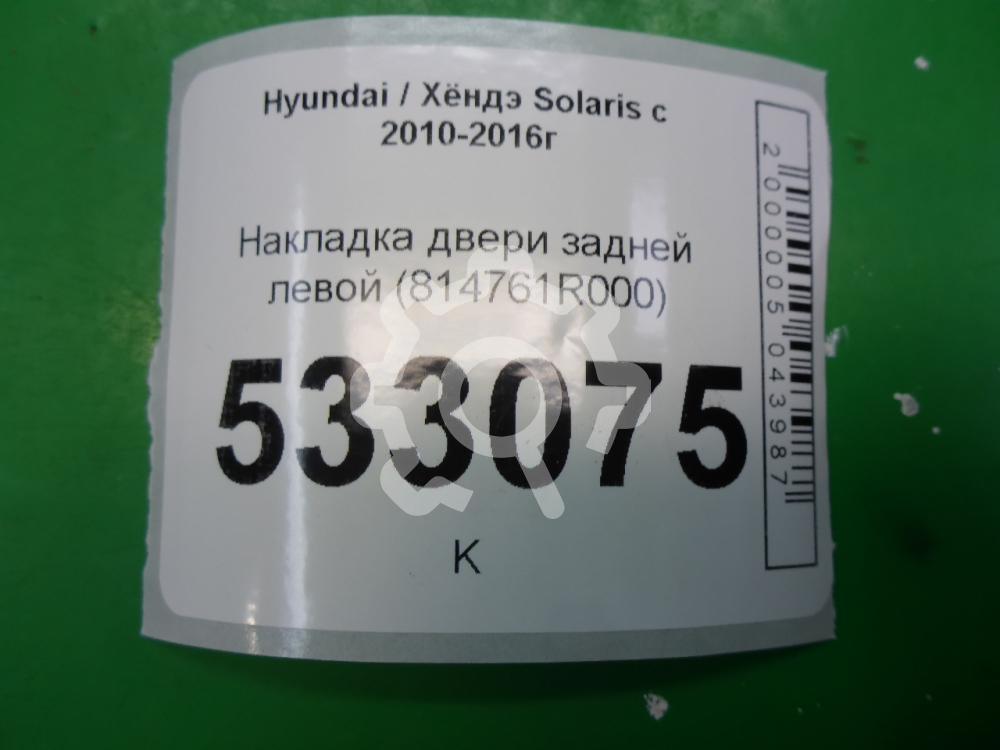 Hyundai / Хёндэ Solaris с
2010-2016г
Накладка двери задней
левой (814761R000)
533075
К
2000005043987